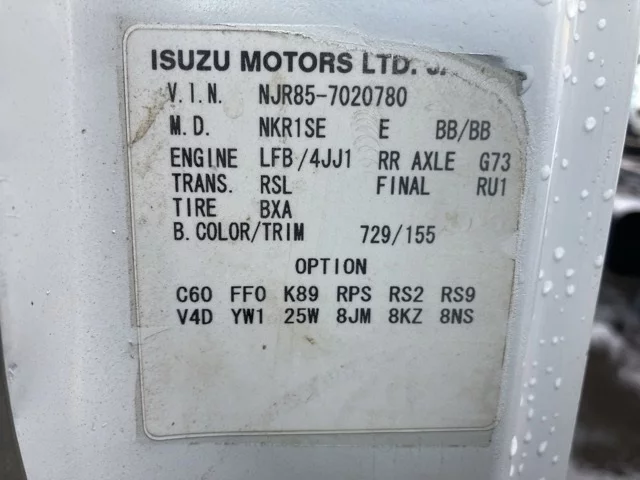 ISUZU MOTORS LTD.
V.I.N. NJR85-7020780
M.D. NKR1SE E BB/BB
ENGINE LFB/4JJ1 RR AXLE G73
TRANS. RSL FINAL RU1
TIRE BXA
B.COLOR/TRIM 729/155
OPTION
C60 FF0 K89 RPS RS2 RS9
V4D YW1 25W 8JM 8KZ 8NS